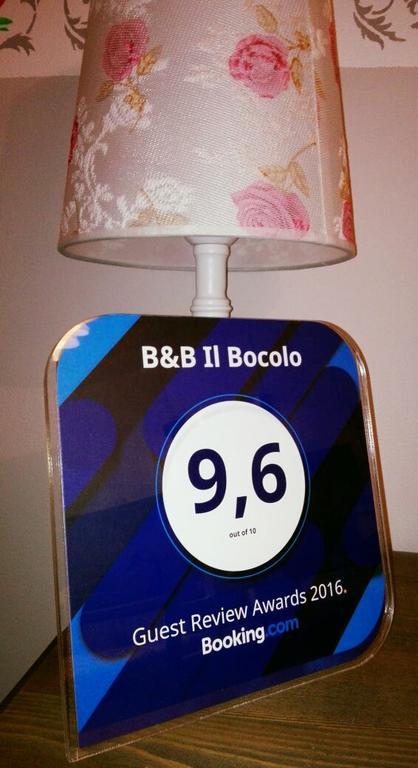 B&B Il Bocolo
9,6
out of 10
Guest Review Awards 2016.
Booking.com